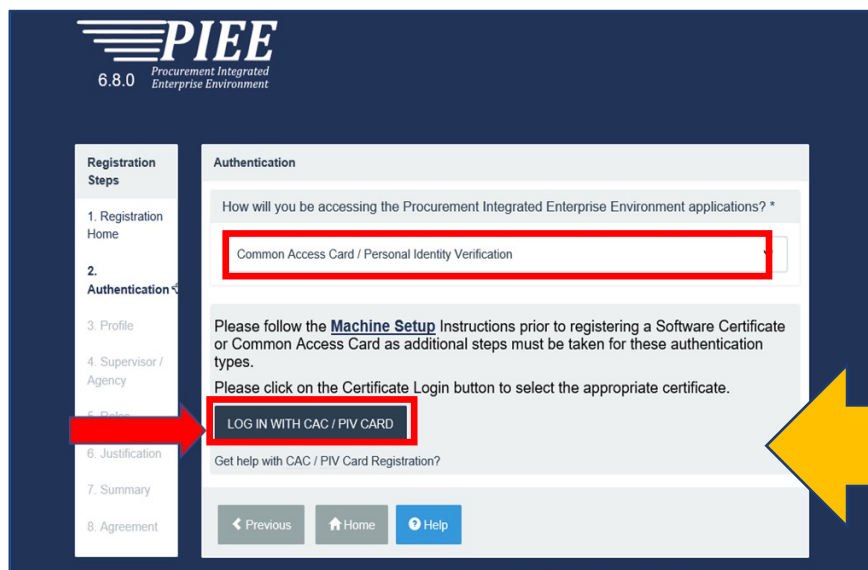 PIEE
6.8.0
Procurement Integrated
Enterprise Environment
Registration
Steps
1. Registration
Home
2.
Authentication
3. Profile
4. Supervisor /
Agency
5. Roles
6. Justification
7. Summary
8. Agreement
Authentication
How will you be accessing the Procurement Integrated Enterprise Environment applications? *
Common Access Card / Personal Identity Verification
Please follow the Machine Setup Instructions prior to registering a Software Certificate
or Common Access Card as additional steps must be taken for these authentication
types.
Please click on the Certificate Login button to select the appropriate certificate.
LOG IN WITH CAC / PIV CARD
Get help with CAC / PIV Card Registration?
Previous
Home
Help